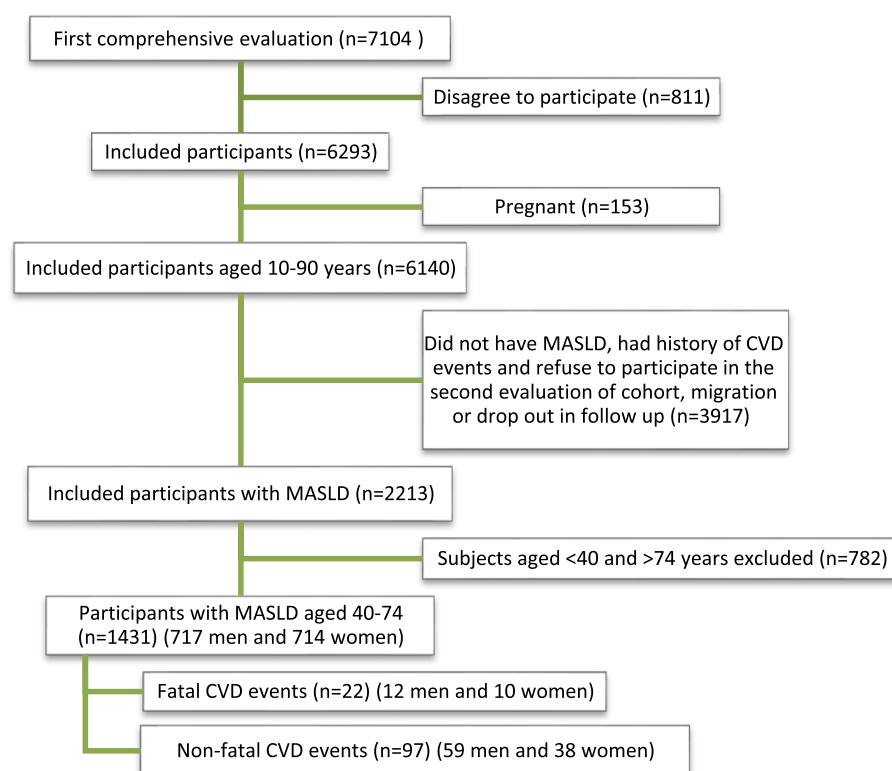 First comprehensive evaluation (n=7104 )
Disagree to participate (n=811)
Included participants (n=6293)
Pregnant (n=153)
Included participants aged 10-90 years (n=6140)
Did not have MASLD, had history of CVD
events and refuse to participate in the
second evaluation of cohort, migration
or drop out in follow up (n=3917)
Included participants with MASLD (n=2213)
Subjects aged <40 and >74 years excluded (n=782)
Participants with MASLD aged 40-74
(n=1431) (717 men and 714 women)
Fatal CVD events (n=22) (12 men and 10 women)
Non-fatal CVD events (n=97) (59 men and 38 women)